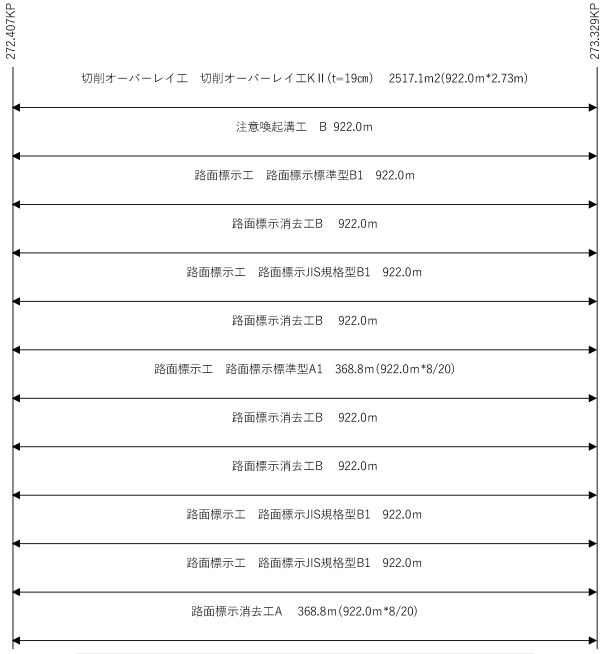 272.407KP
273.329KP
切削オーバーレイ工　切削オーバーレイ工KⅡ(t=19㎝)　2517.1m2(922.0m*2.73m)
注意喚起溝工　B 922.0m
路面標示工　路面標示標準型B1　922.0m
路面標示消去工B　922.0m
路面標示工　路面標示JIS規格型B1　922.0m
路面標示消去工B　922.0m
路面標示工　路面標示標準型A1　368.8m(922.0m*8/20)
路面標示消去工B　922.0m
路面標示消去工B　922.0m
路面標示工　路面標示JIS規格型B1　922.0m
路面標示工　路面標示JIS規格型B1　922.0m
路面標示消去工A　368.8m(922.0m*8/20)